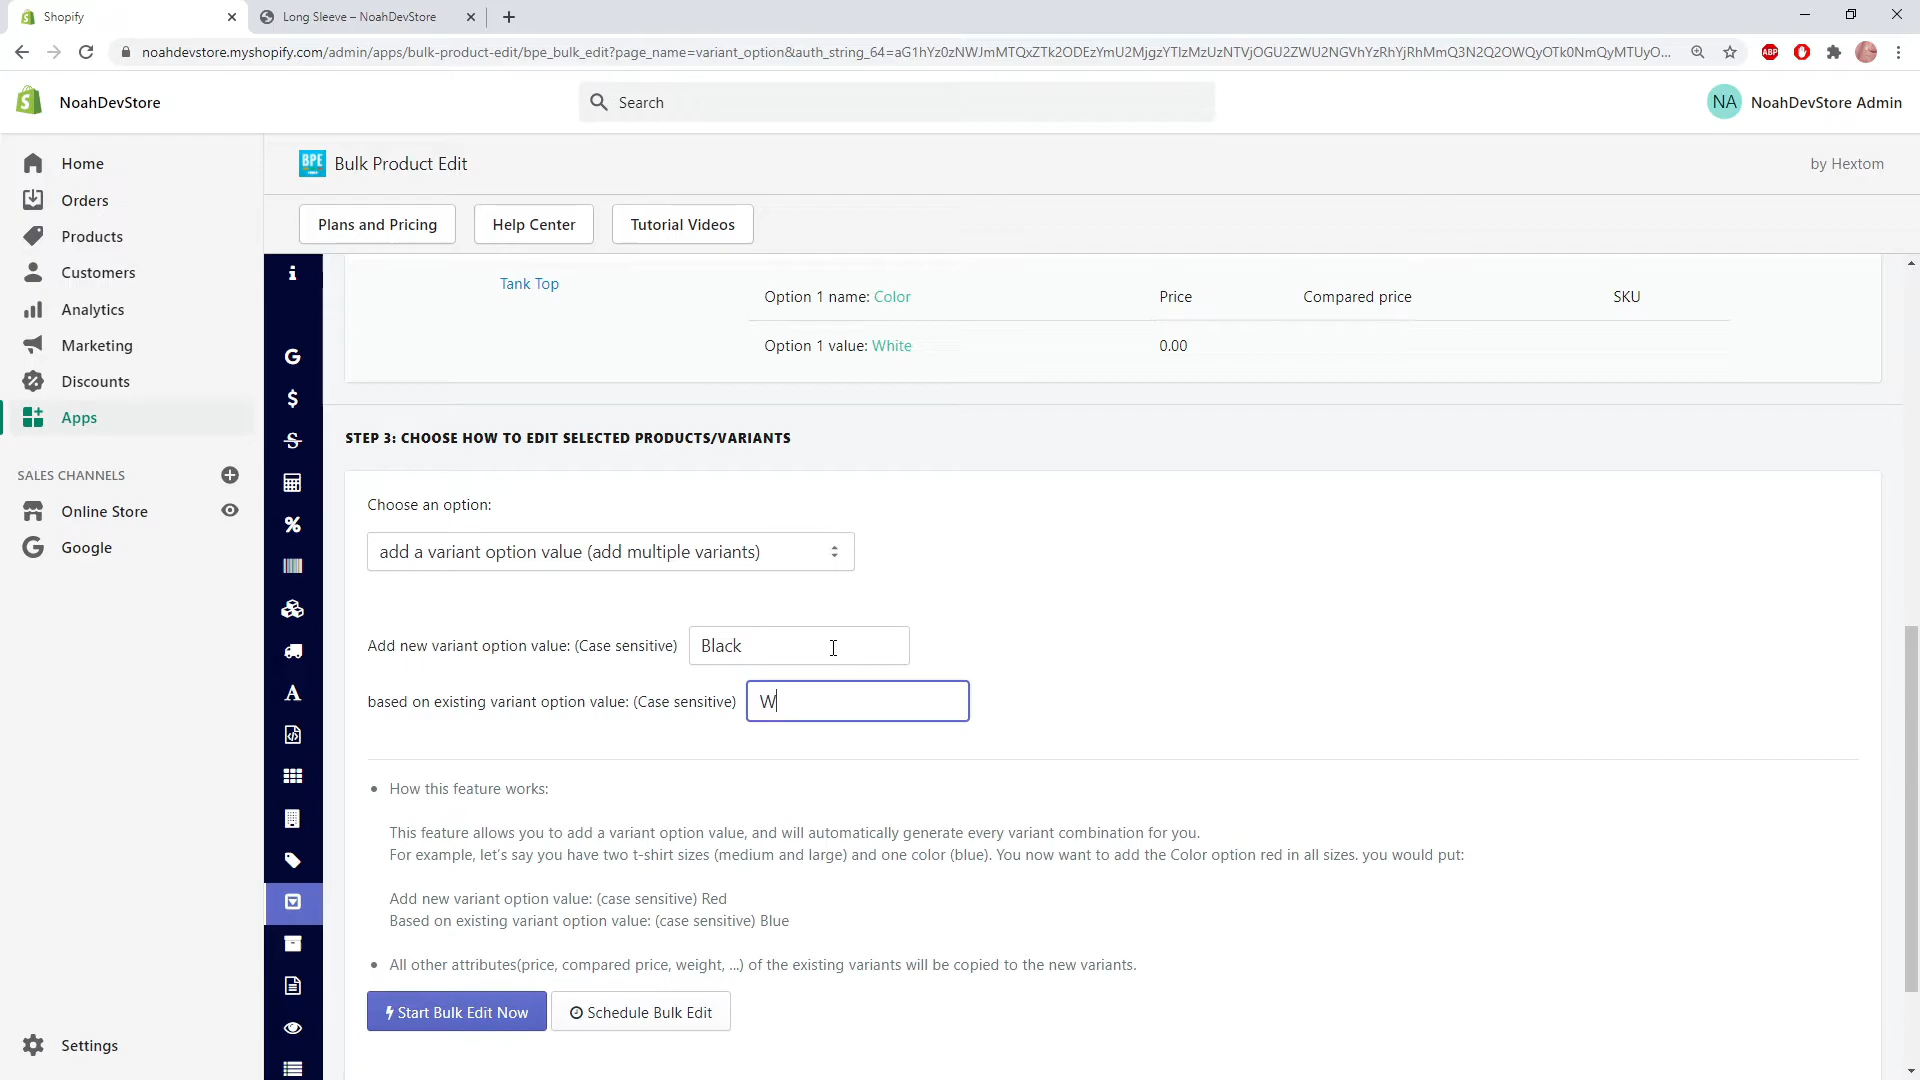 Shopify
Long Sleeve – NoahDevStore
noahdevstore.myshopify.com/admin/apps/bulk-product-edit/bpe_bulk_edit?page_name=variant_option&auth_string_64=
ABP
NoahDevStore
Search
NA
NoahDevStore Admin
BPE
Bulk Product Edit
by Hextom
Plans and Pricing
Help Center
Tutorial Videos
Home
Orders
Products
Customers
Analytics
Marketing
Discounts
Apps
SALES CHANNELS
Online Store
Google
Settings
Tank Top
Option 1 name: Color
Price
Compared price
SKU
Option 1 value: White
0.00
STEP 3: CHOOSE HOW TO EDIT SELECTED PRODUCTS/VARIANTS
Choose an option:
add a variant option value (add multiple variants)
Add new variant option value: (Case sensitive)
Black
based on existing variant option value: (Case sensitive)
W
• How this feature works:
This feature allows you to add a variant option value, and will automatically generate every variant combination for you.
For example, let's say you have two t-shirt sizes (medium and large) and one color (blue). You now want to add the Color option red in all sizes. you would put:
Add new variant option value: (case sensitive) Red
Based on existing variant option value: (case sensitive) Blue
• All other attributes(price, compared price, weight, ...) of the existing variants will be copied to the new variants.
Start Bulk Edit Now
Schedule Bulk Edit